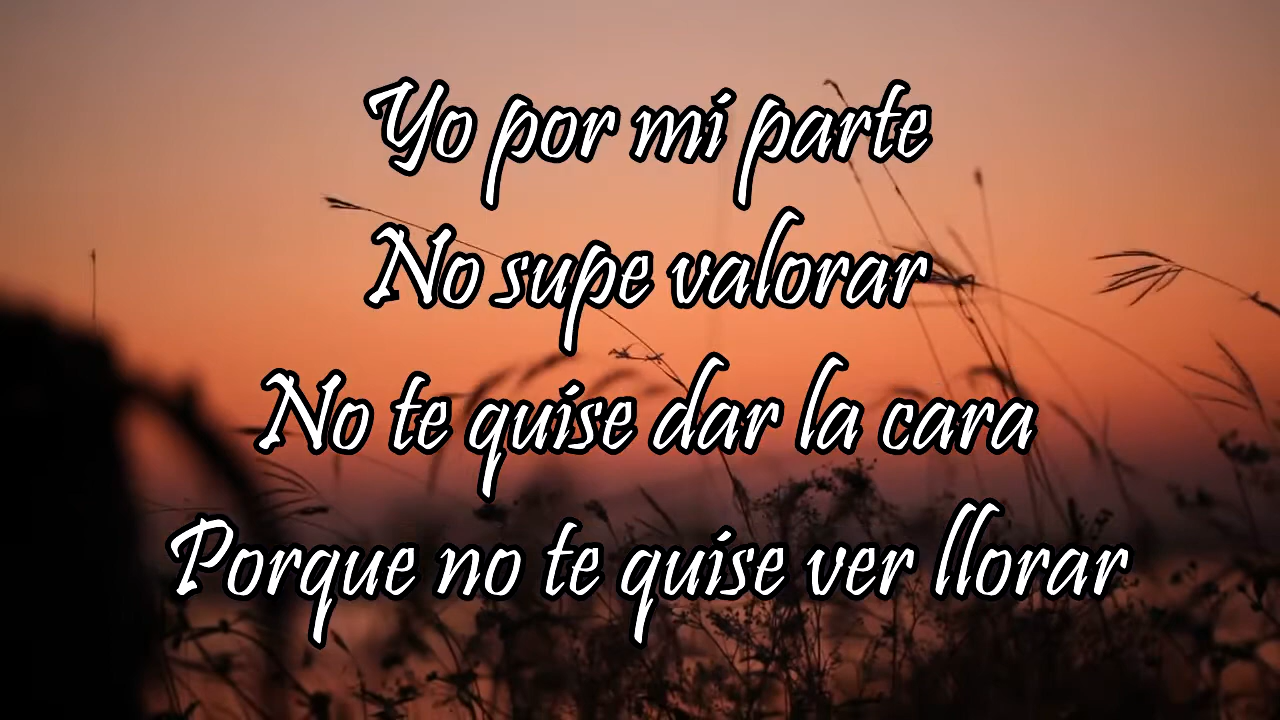 Yo por mi parte
No supe valorar
No te quise dar la cara
Porque no te quise ver llorar